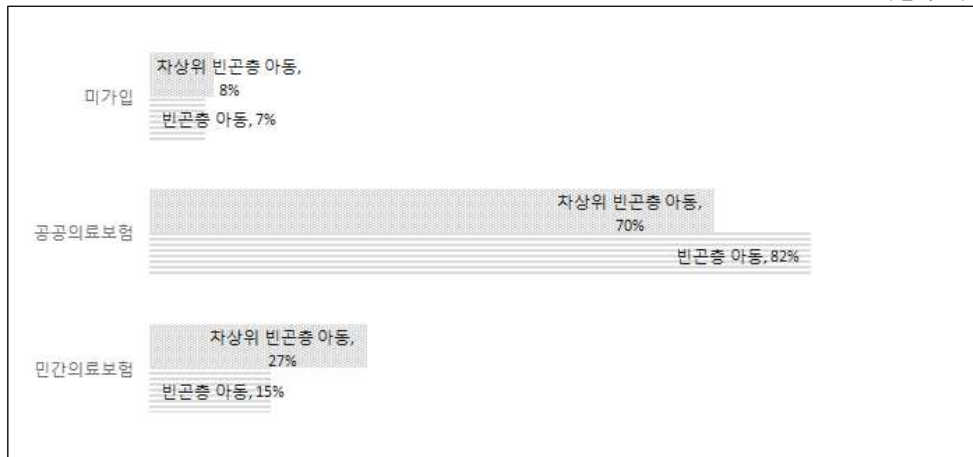 차상위 빈곤층 아동,
8%
미가입
빈곤층 아동, 7%
차상위 빈곤층 아동,
70%
공공의료보험
빈곤층 아동, 82%
차상위 빈곤층 아동,
27%
민간의료보험
빈곤층 아동, 15%